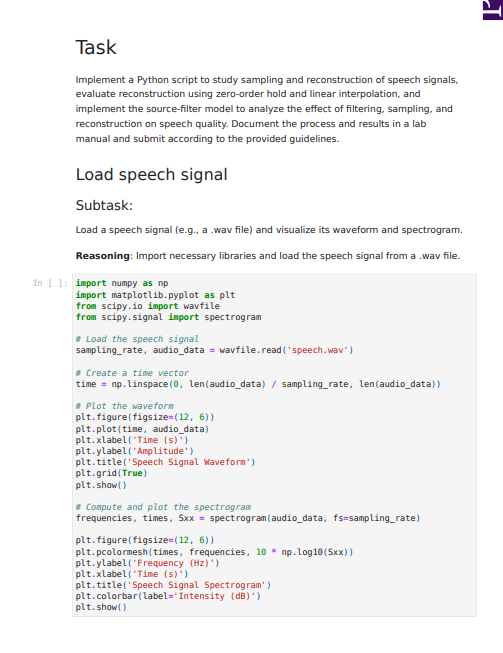 Task
Implement a Python script to study sampling and reconstruction of speech signals,
evaluate reconstruction using zero-order hold and linear interpolation, and
implement the source-filter model to analyze the effect of filtering, sampling, and
reconstruction on speech quality. Document the process and results in a lab
manual and submit according to the provided guidelines.
Load speech signal
Subtask:
Load a speech signal (e.g., a .wav file) and visualize its waveform and spectrogram.
Reasoning: Import necessary libraries and load the speech signal from a .wav file.
In [ ]:
import numpy as np
import matplotlib.pyplot as plt
from scipy.io import wavfile
from scipy.signal import spectrogram
# Load the speech signal
sampling_rate, audio_data = wavfile.read('speech.wav')
# Create a time vector
time = np.linspace(0, len(audio_data) / sampling_rate, len(audio_data))
# Plot the waveform
plt.figure(figsize=(12, 6))
plt.plot(time, audio_data)
plt.xlabel('Time (s)')
plt.ylabel('Amplitude')
plt.title('Speech Signal Waveform')
plt.grid(True)
plt.show()
# Compute and plot the spectrogram
frequencies, times, Sxx = spectrogram(audio_data, fs=sampling_rate)
plt.figure(figsize=(12, 6))
plt.pcolormesh(times, frequencies, 10 * np.log10(Sxx))
plt.ylabel('Frequency (Hz)')
plt.xlabel('Time (s)')
plt.title('Speech Signal Spectrogram')
plt.colorbar(label='Intensity (dB)')
plt.show()